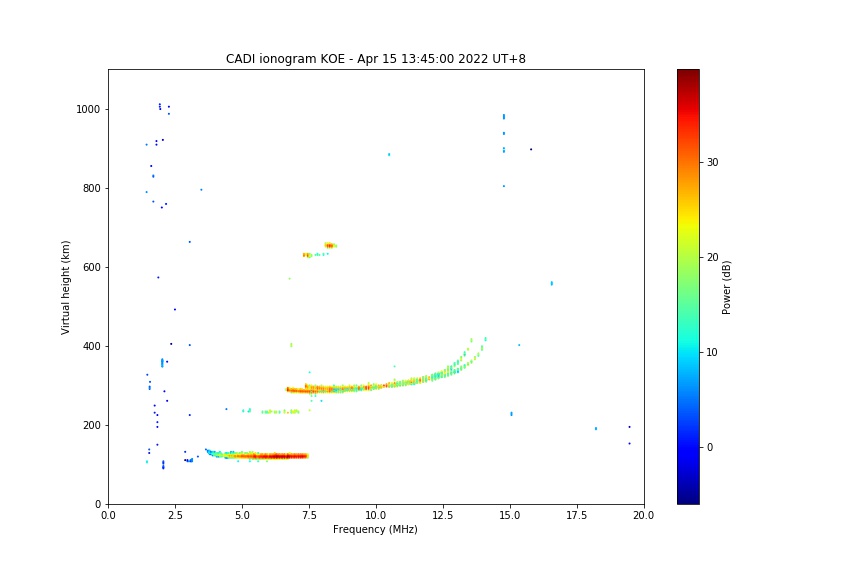 CADI ionogram KOE - Apr 15 13:45:00 2022 UT+8
1000
800
600
400
200
0
Virtual height (km)
0.0 2.5 5.0 7.5 10.0 12.5 15.0 17.5 20.0
Frequency (MHz)
30
20
10
0
Power (dB)